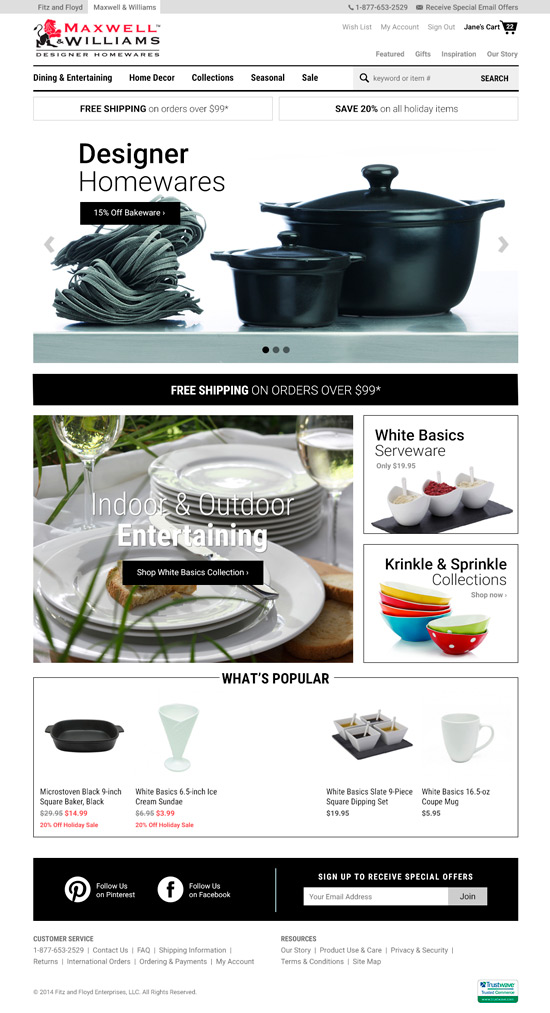 Fitz and Floyd
Maxwell & Williams
1-877-653-2529
Receive Special Email Offers
MAXWELL™
& WILLIAMS
DESIGNER HOMEWARES
Wish List
My Account
Sign Out
Jane's Cart
22
Featured
Gifts
Inspiration
Our Story
Dining & Entertaining
Home Decor
Collections
Seasonal
Sale
keyword or item #
SEARCH
FREE SHIPPING on orders over $99*
SAVE 20% on all holiday items
Designer
Homewares
15% Off Bakeware ›
FREE SHIPPING ON ORDERS OVER $99*
Indoor & Outdoor
Entertaining
Shop White Basics Collection ›
White Basics
Serveware
Only $19.95
Krinkle & Sprinkle
Collections
Shop now ›
WHAT'S POPULAR
Microstoven Black 9-inch
Square Baker, Black
$29.95 $14.99
20% Off Holiday Sale
White Basics 6.5-inch Ice
Cream Sundae
$6.95 $3.99
20% Off Holiday Sale
White Basics Slate 9-Piece
Square Dipping Set
$19.95
White Basics 16.5-oz
Coupe Mug
$5.95
Follow Us
on Pinterest
Follow Us
on Facebook
SIGN UP TO RECEIVE SPECIAL OFFERS
Your Email Address
Join
CUSTOMER SERVICE
1-877-653-2529 | Contact Us | FAQ | Shipping Information |
Returns | International Orders | Ordering & Payments | My Account
RESOURCES
Our Story | Product Use & Care | Privacy & Security |
Terms & Conditions | Site Map
© 2014 Fitz and Floyd Enterprises, LLC. All Rights Reserved.
Trustwave
Trusted Commerce